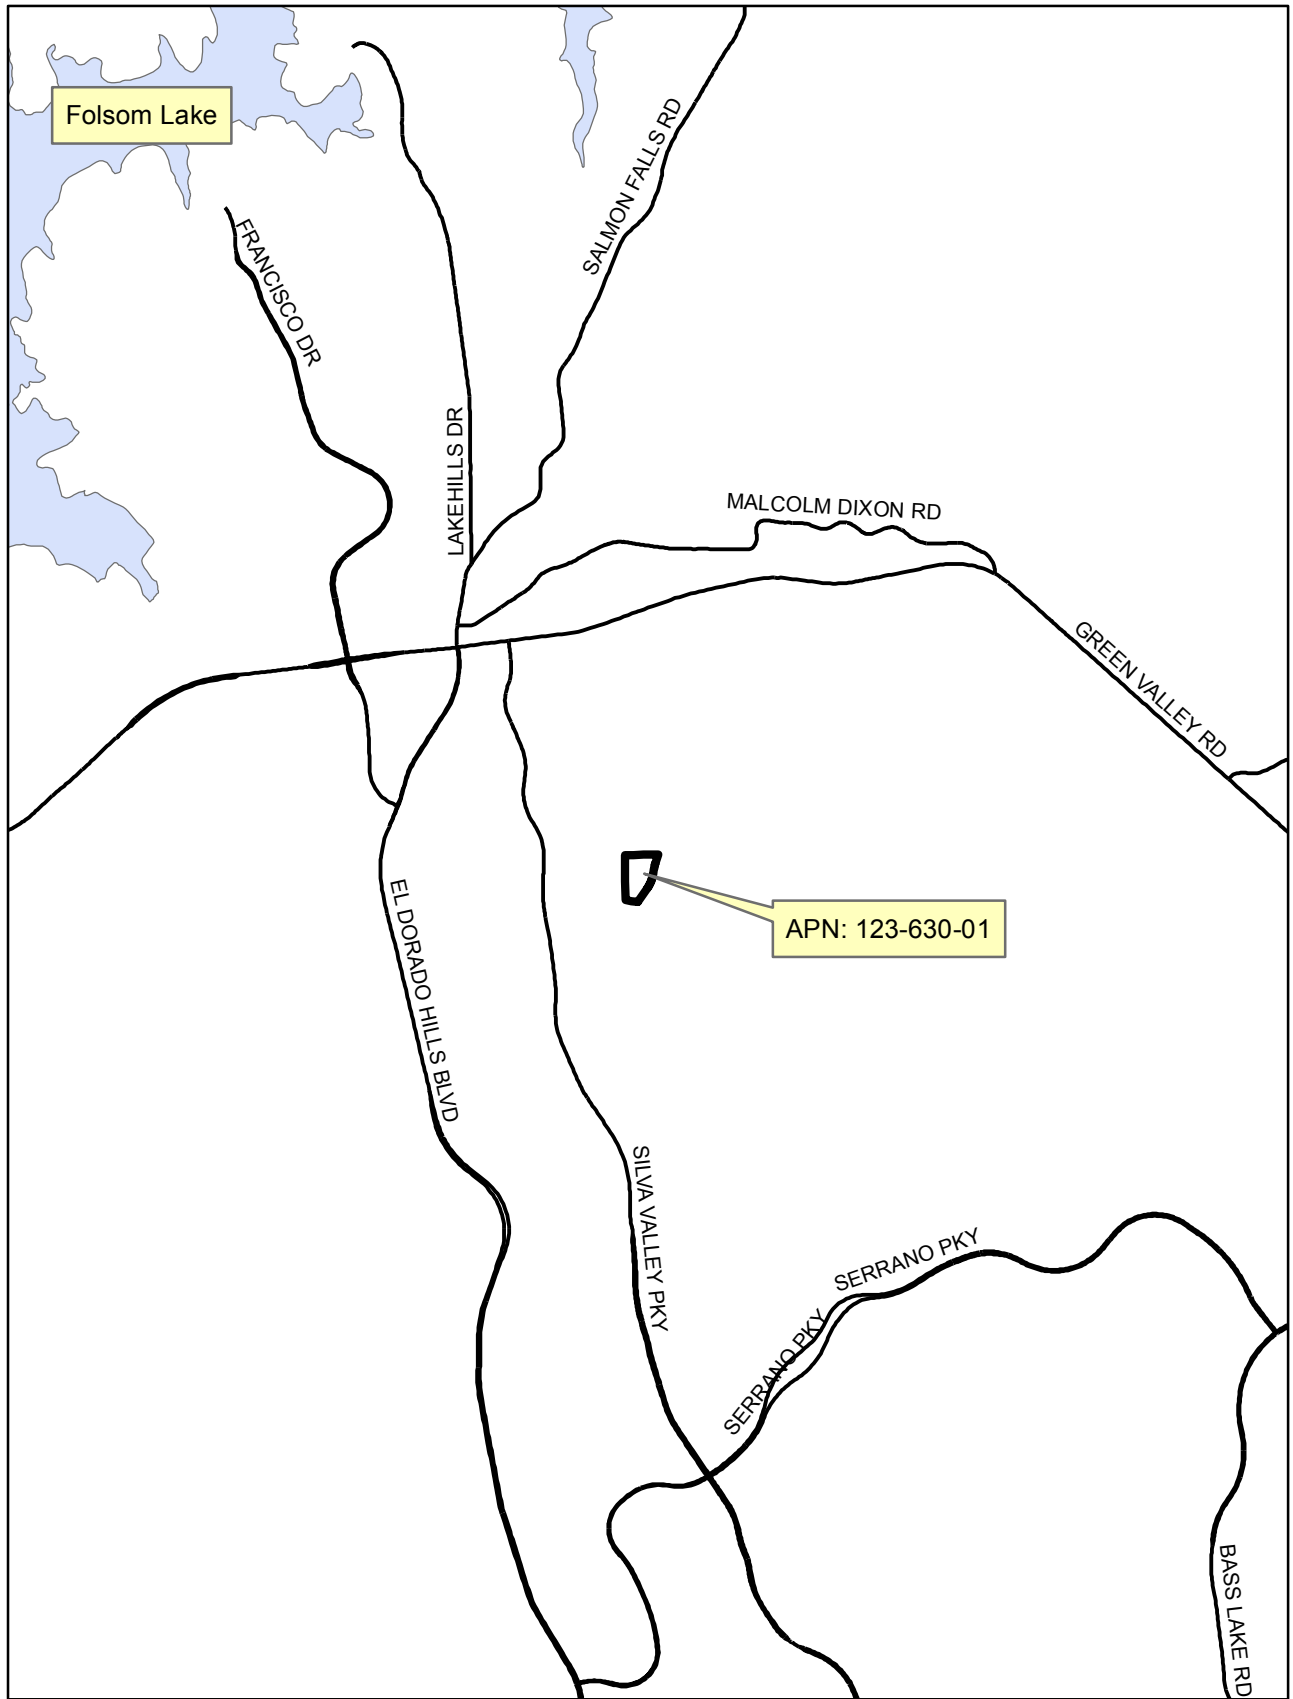 Folsom Lake
SALMON FALLS RD
FRANCISCO DR
LAKEHILLS DR
MALCOLM DIXON RD
GREEN VALLEY RD
APN: 123-630-01
EL DORADO HILLS BLVD
SILVA VALLEY PKY
SERRANO PKY
SERRANO PKY
BASS LAKE RD